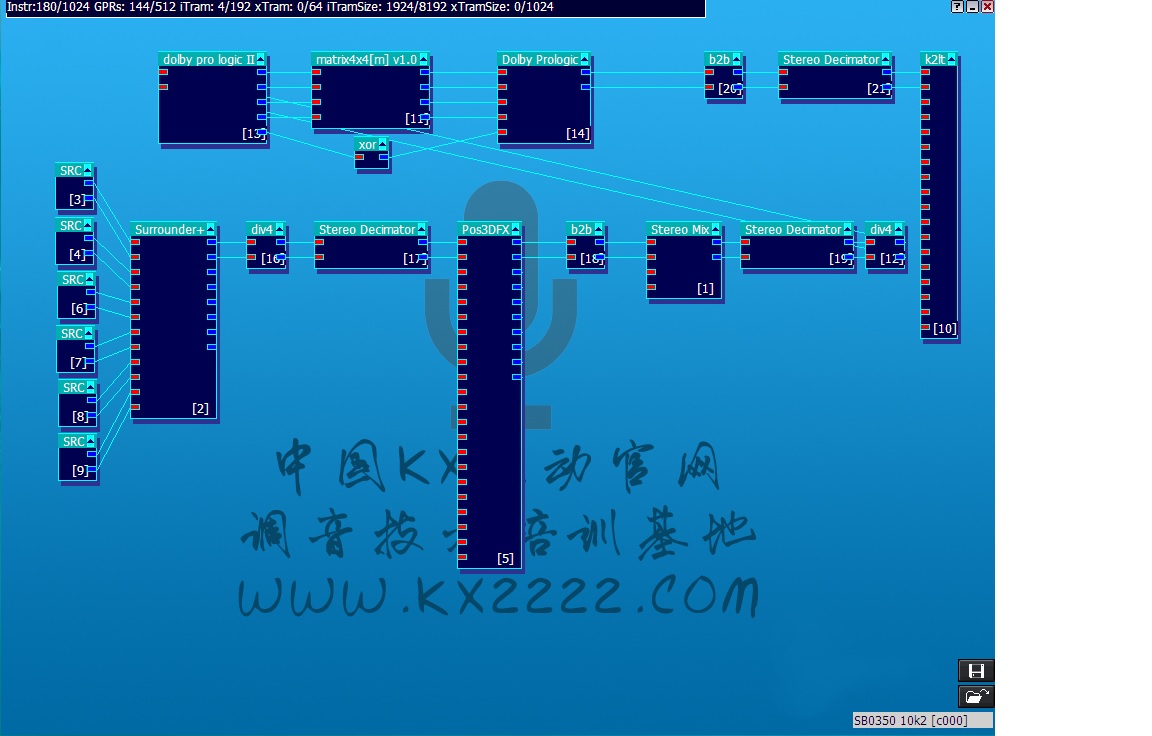 Instr:180/1024 GPRs: 144/512 iTram: 4/192 xTram: 0/64 iTramSize: 1924/8192 xTramSize: 0/1024
dolby pro logic II
[13]
matrix4x4[m] v1.0
[11]
Dolby Prologic
[14]
b2b
[20]
Stereo Decimator
[21]
k2lt
[10]
xor
SRC
[3]
SRC
[4]
SRC
[6]
SRC
[7]
SRC
[8]
SRC
[9]
Surrounder+
[2]
div4
[16]
Stereo Decimator
[17]
Pos3DFX
[5]
b2b
[18]
Stereo Mix
[1]
Stereo Decimator
[19]
div4
[12]
中国KX 动官网
调音技 培训基地
WWW.KX2222.COM
SB0350 10k2 [c000]